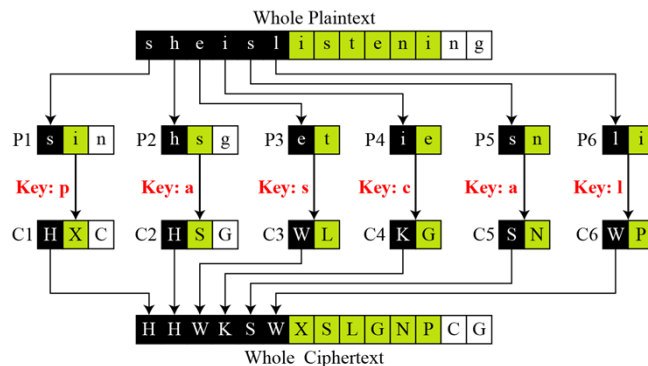 Whole Plaintext
s h e i s l i s t e n i n g
P1 s i n P2 h s g P3 e t P4 i e P5 s n P6 l i
Key: p Key: a Key: s Key: c Key: a Key: l
C1 H X C C2 H S G C3 W L C4 K G C5 S N C6 W P
H H W K S W X S L G N P C G
Whole Ciphertext